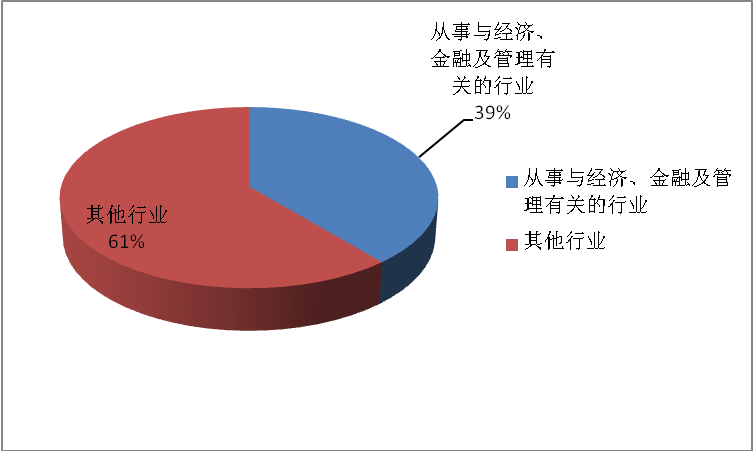 从事与经济、
金融及管理有
关的行业
39%
其他行业
61%
从事与经济、金融及管
理有关的行业
其他行业